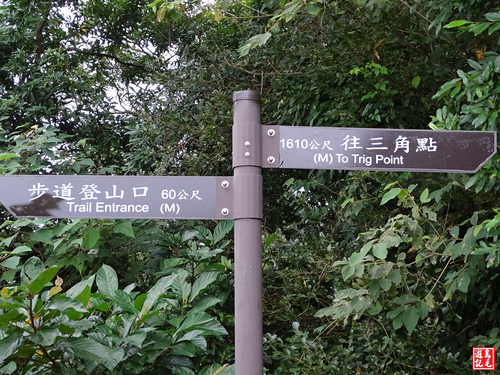 1610公尺 往三角點
(M) To Trig Point
步道登山口 60公尺
Trail Entrance (M)